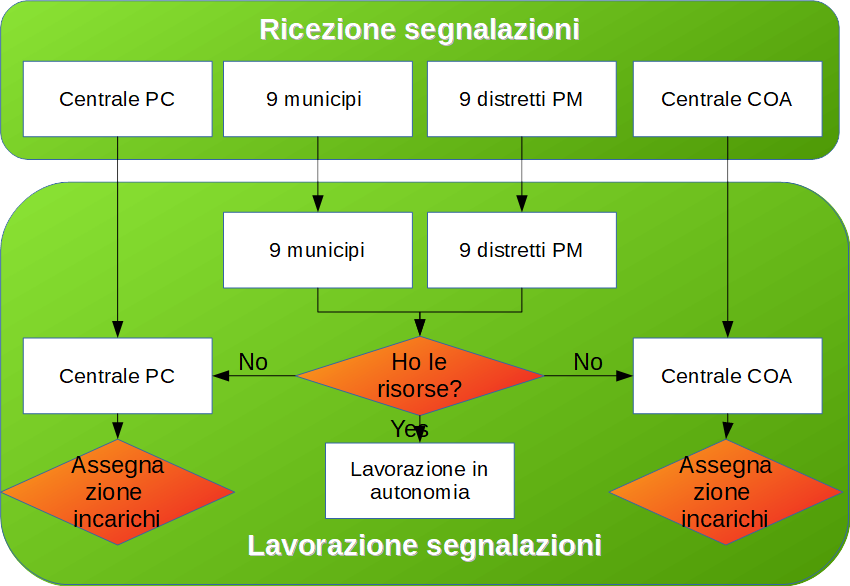 Ricezione segnalazioni
Centrale PC
9 municipi
9 distretti PM
Centrale COA
9 municipi
9 distretti PM
Centrale PC
No
Ho le
risorse?
No
Centrale COA
Yes
Assegna
zione
incarichi
Lavorazione in
autonomia
Assegna
zione
incarichi
Lavorazione segnalazioni